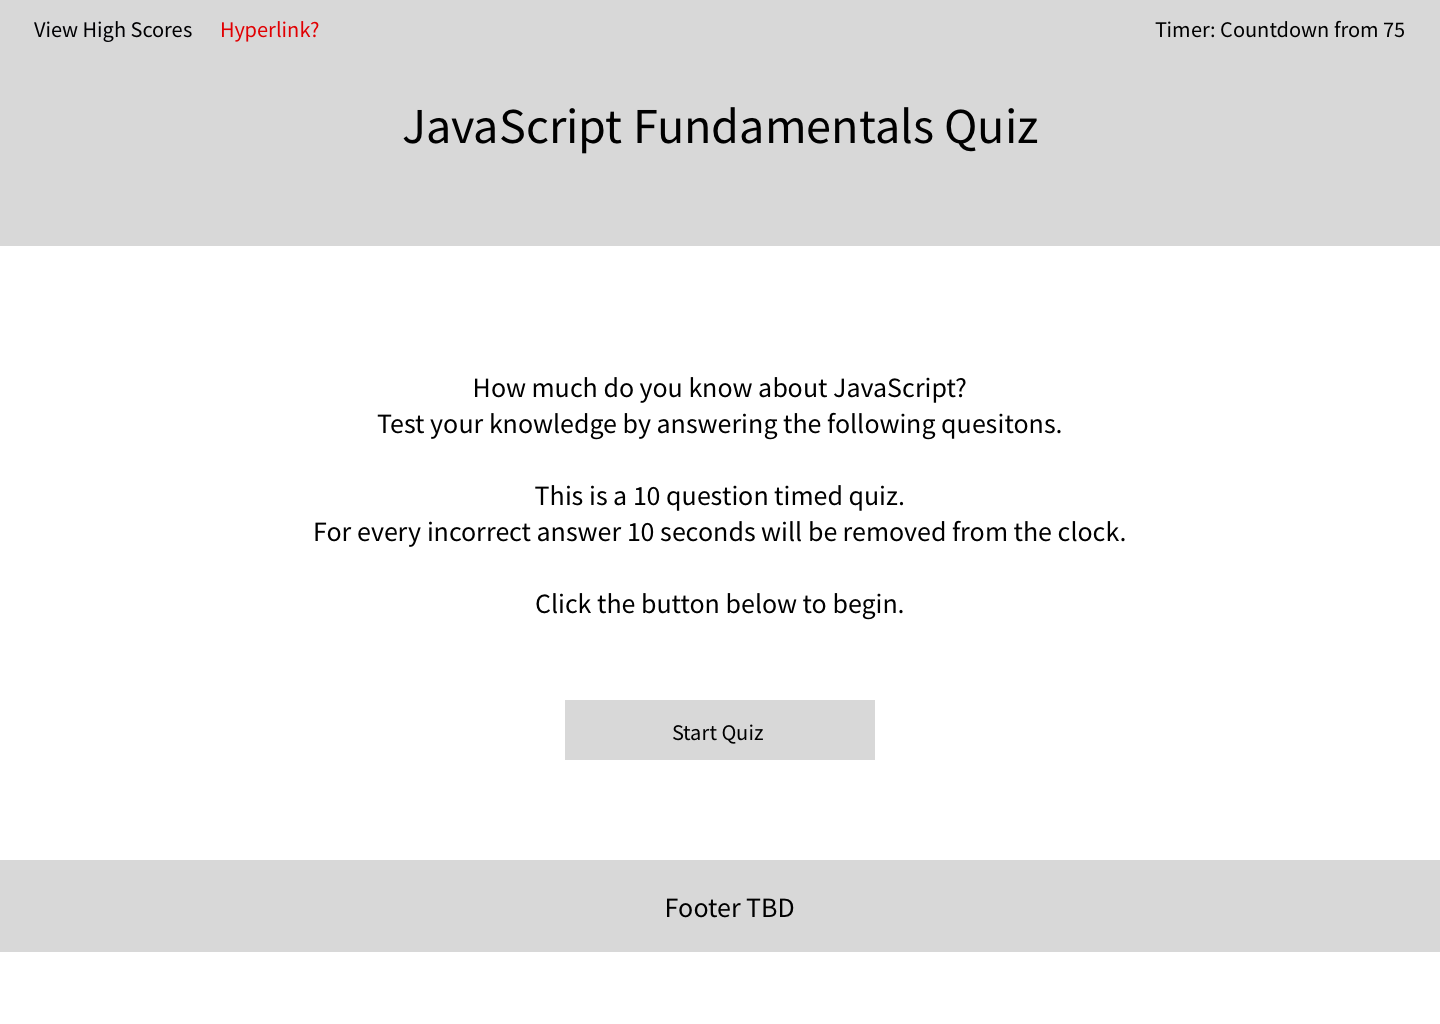 View High Scores Hyperlink? Timer: Countdown from 75
JavaScript Fundamentals Quiz
How much do you know about JavaScript?
Test your knowledge by answering the following quesitons.
This is a 10 question timed quiz.
For every incorrect answer 10 seconds will be removed from the clock.
Click the button below to begin.
Start Quiz
Footer TBD